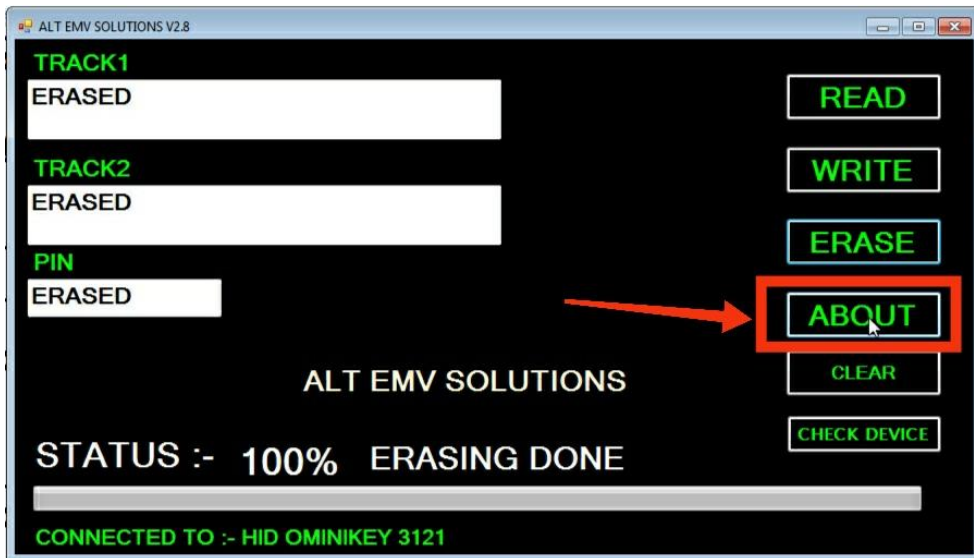 ALT EMV SOLUTIONS V2.8
TRACK1
ERASED
READ
TRACK2
ERASED
WRITE
ERASE
PIN
ERASED
ABOUT
CLEAR
ALT EMV SOLUTIONS
CHECK DEVICE
STATUS :- 100% ERASING DONE
CONNECTED TO :- HID OMINIKEY 3121